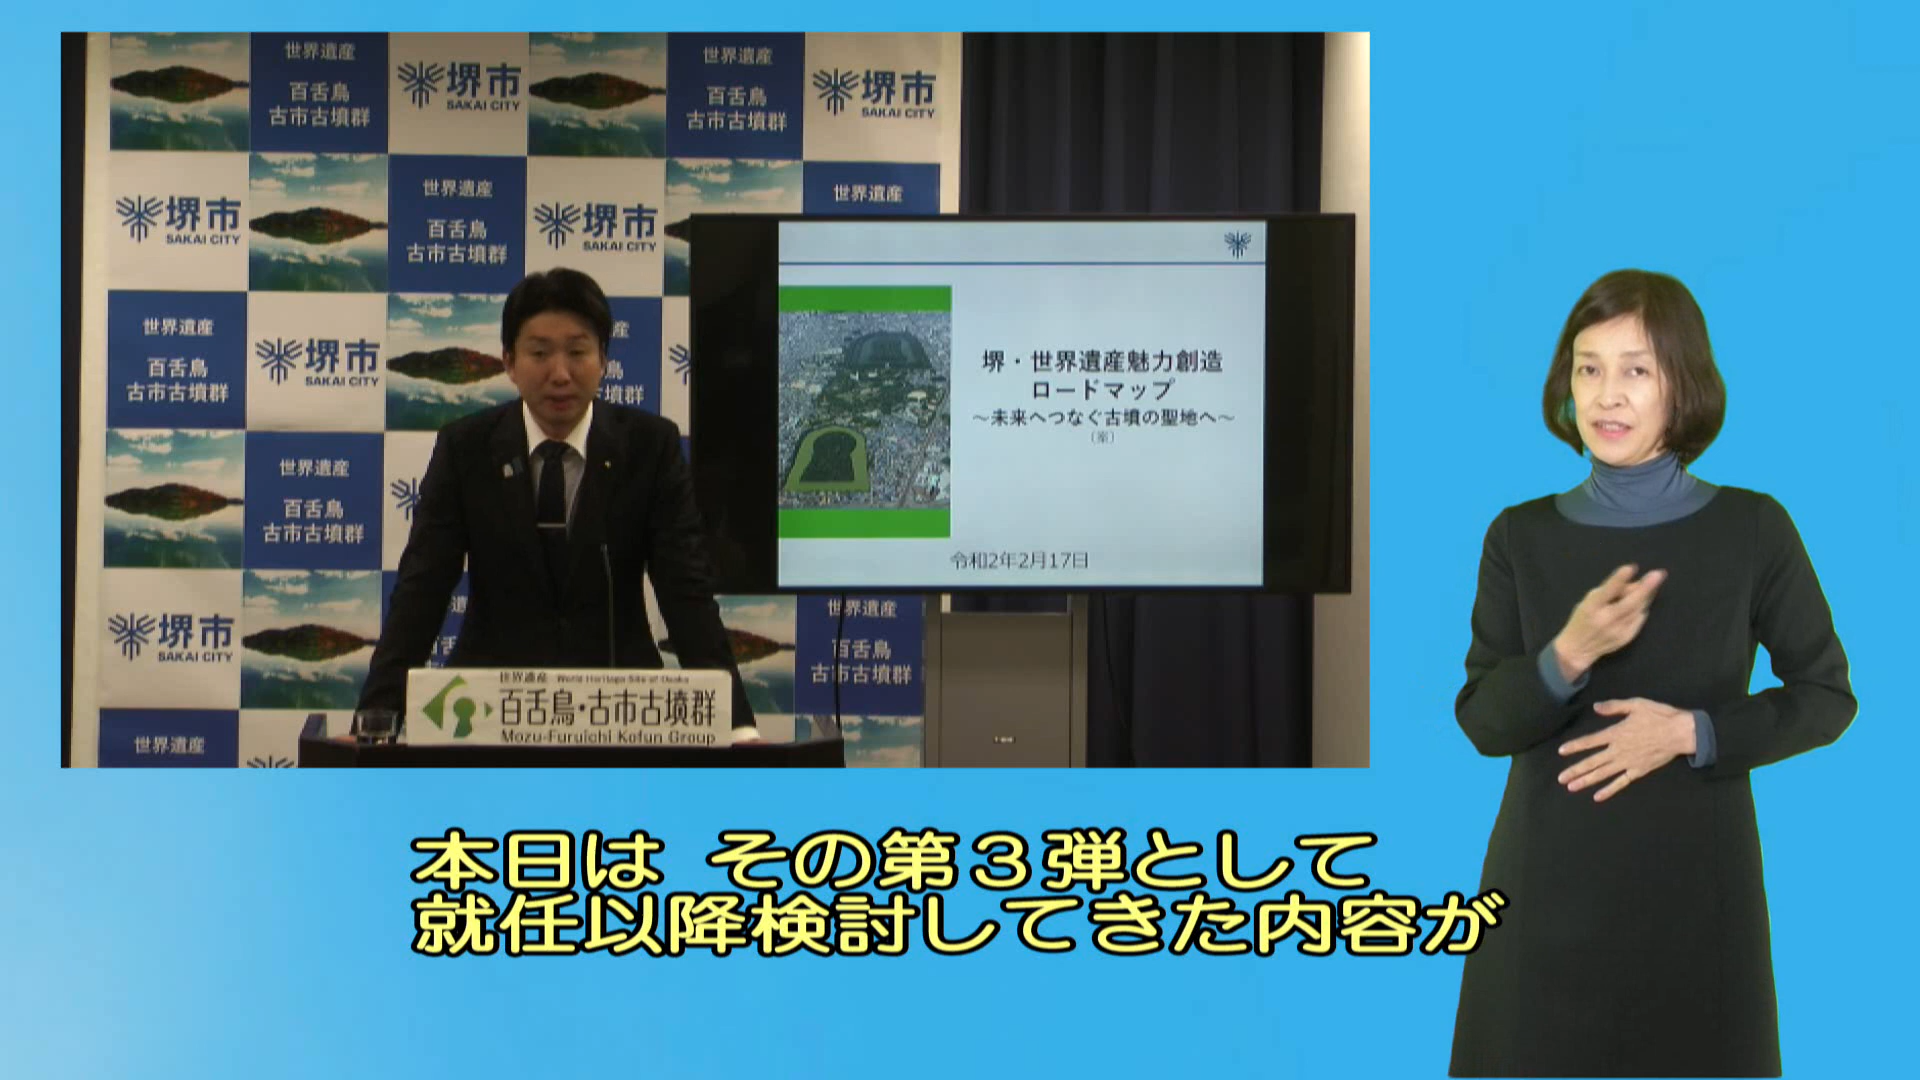 世界遺産
百舌鳥
古市古墳群
堺市
SAKAI CITY
世界遺産
百舌鳥
古市古墳群
堺市
SAKAI CITY
堺市
SAKAI CITY
世界遺産
百舌鳥
古市古墳群
堺市
SAKAI CITY
世界遺産
世界遺産
百舌鳥
古市古墳群
堺市
SAKAI CITY
産
鳥
墳群
世界遺産
百舌鳥
古市古墳群
堺市
SAKAI CITY
世界遺産
百舌鳥
古市古墳群
世界遺産
堺・世界遺産魅力創造
ロードマップ
～未来へつなぐ古墳の聖地へ～
（案）
令和2年2月17日
世界遺産 World Heritage Site of Osaka
百舌鳥・古市古墳群
Mozu-Furuichi Kofun Group
本日は その第３弾として
就任以降検討してきた内容が